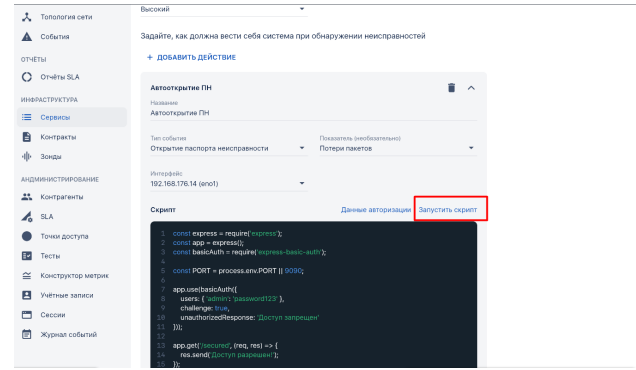 Топология сети
События
ОТЧЁТЫ
Отчёты SLA
ИНФРАСТРУКТУРА
Сервисы
Контракты
Зонды
АНДМИНИСТРИРОВАНИЕ
Контрагенты
SLA
Точки доступа
Тесты
Конструктор метрик
Учётные записи
Сессии
Журнал событий
Высокий
Задайте, как должна вести себя система при обнаружении неисправностей
+ ДОБАВИТЬ ДЕЙСТВИЕ
Автооткрытие ПН
Название
Автооткрытие ПН
Тип события
Открытие паспорта неисправности
Показатель (необязательно)
Потери пакетов
Интерфейс
192.168.176.14 (eno1)
Скрипт Данные авторизации Запустить скрипт
1 const express = require('express');
2 const app = express();
3 const basicAuth = require('express-basic-auth');
4
5 const PORT = process.env.PORT || 9090;
6
7 app.use(basicAuth({
8 users: { 'admin': 'password123' },
9 challenge: true,
10 unauthorizedResponse: 'Доступ запрещен'
11 }));
12
13 app.get('/secured', (req, res) => {
14 res.send('Доступ разрешен!');
15 });